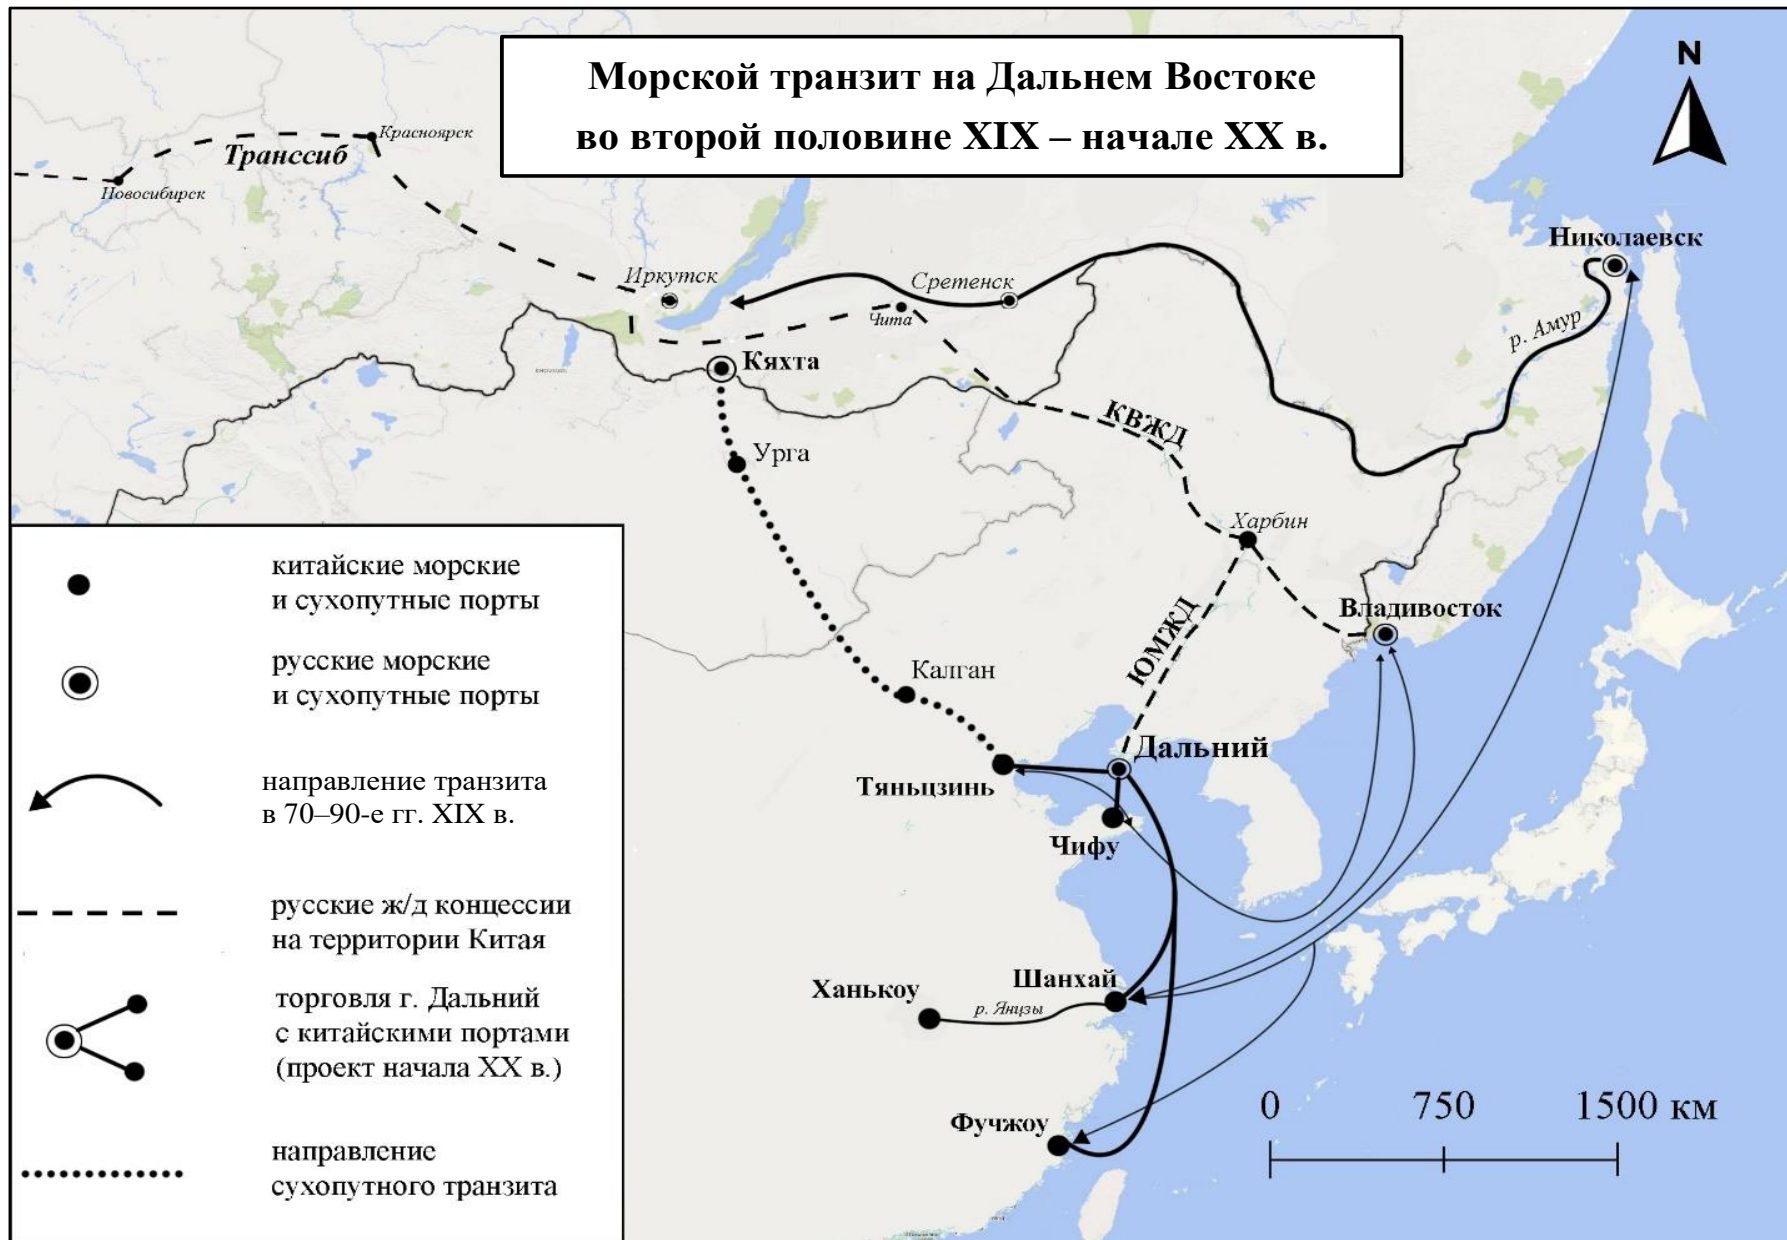 Морской транзит на Дальнем Востоке
во второй половине XIX – начале XX в.
N
Красноярск
Транссиб
Новосибирск
Николаевск
Иркутск
Сретенск
Чита
р. Амур
Кяхта
КВЖД
Урга
Харбин
Владивосток
ЮМЖД
Калган
Дальний
Тяньцзинь
Чифу
Шанхай
Ханькоу
р. Янцзы
Фучжоу
0 750 1500 км
китайские морские
и сухопутные порты
русские морские
и сухопутные порты
направление транзита
в 70–90-е гг. XIX в.
русские ж/д концессии
на территории Китая
торговля г. Дальний
с китайскими портами
(проект начала XX в.)
направление
сухопутного транзита